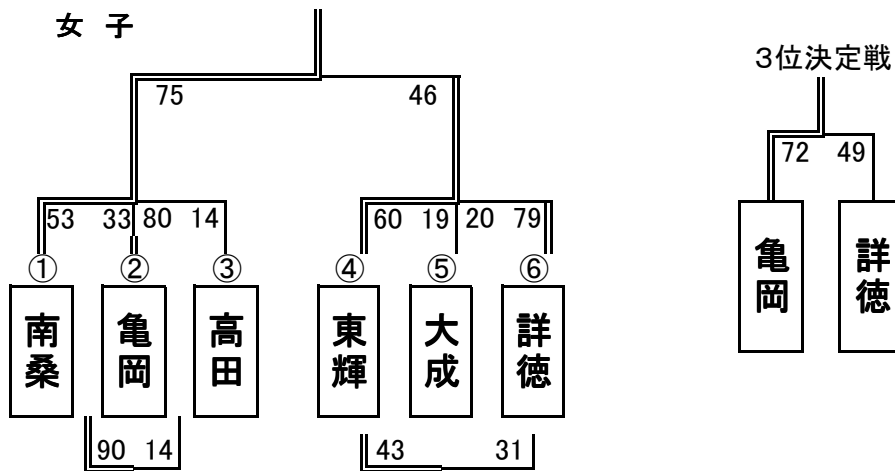 女 子
3位決定戦
75 46
72 49
53 33 80 14 60 19 20 79
① ② ③ ④ ⑤ ⑥
南桑 亀岡 高田 東輝 大成 詳徳
亀岡 詳徳
90 14 43 31